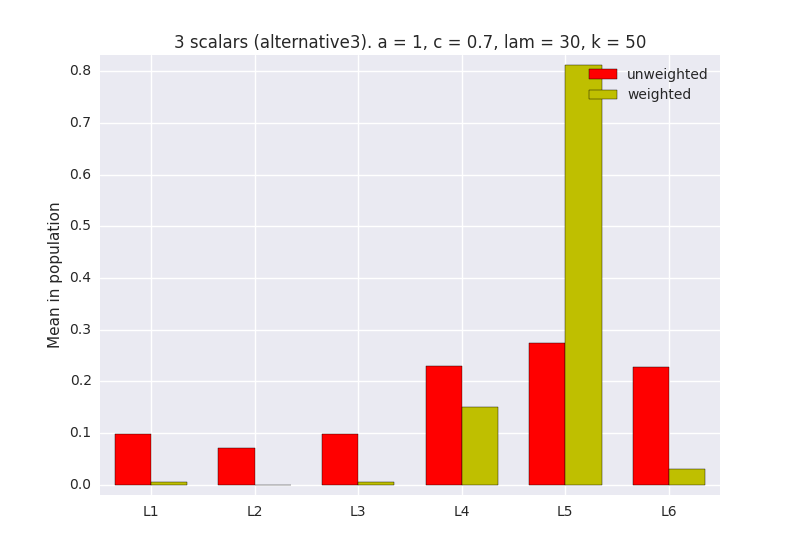 3 scalars (alternative3). a = 1, c = 0.7, lam = 30, k = 50
unweighted
weighted
Mean in population
0.8
0.7
0.6
0.5
0.4
0.3
0.2
0.1
0.0
L1 L2 L3 L4 L5 L6